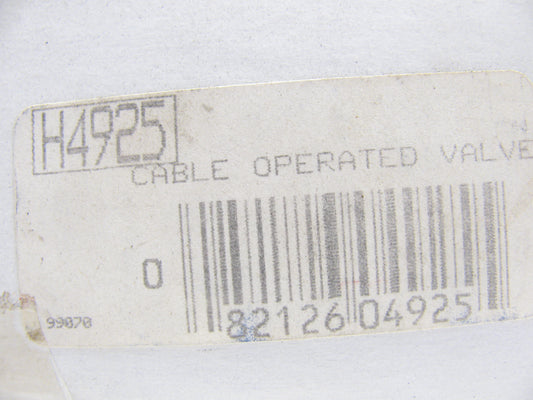 H4925
CABLE OPERATED VALVE
0 82126 04925
99070